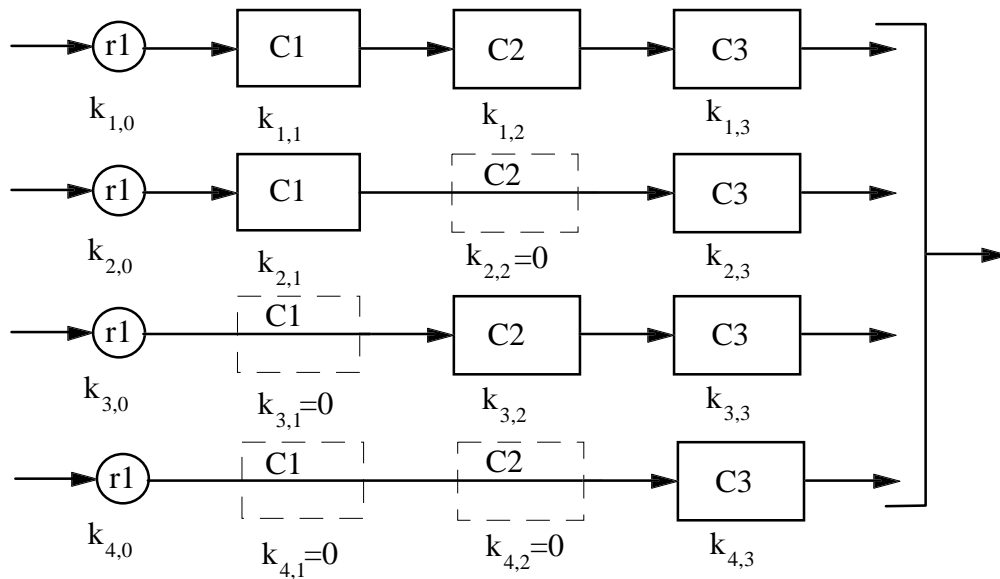 r1 C1 C2 C3
k1,0 k1,1 k1,2 k1,3
r1 C1 C2 C3
k2,0 k2,1 k2,2=0 k2,3
r1 C1 C2 C3
k3,0 k3,1=0 k3,2 k3,3
r1 C1 C2 C3
k4,0 k4,1=0 k4,2=0 k4,3